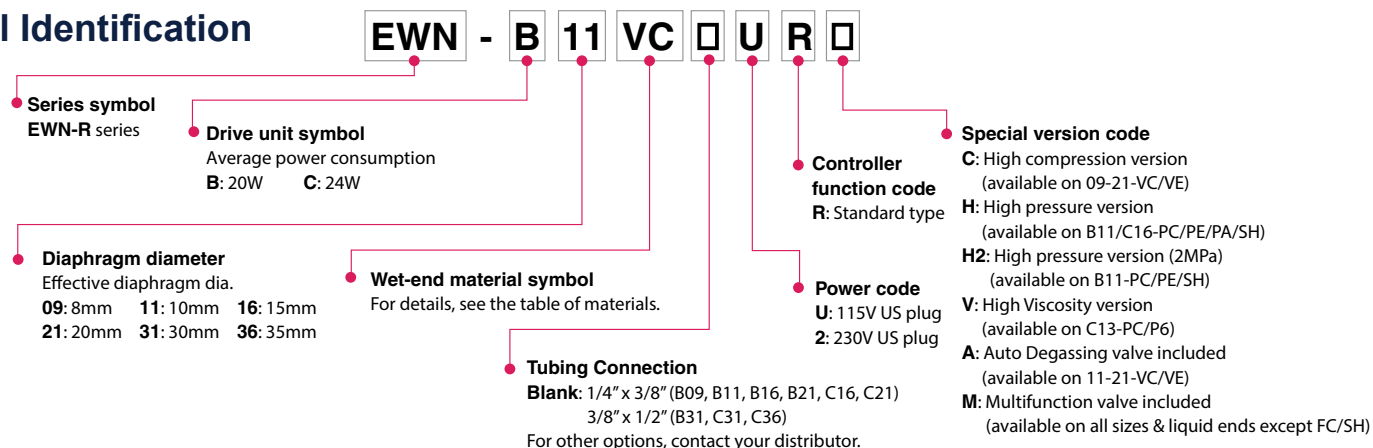 l Identification
EWN - B 11 VC □ U R □
Series symbol
EWN-R series
Drive unit symbol
Average power consumption
B: 20W C: 24W
Diaphragm diameter
Effective diaphragm dia.
09: 8mm 11: 10mm 16: 15mm
21: 20mm 31: 30mm 36: 35mm
Wet-end material symbol
For details, see the table of materials.
Tubing Connection
Blank: 1/4" x 3/8" (B09, B11, B16, B21, C16, C21)
3/8" x 1/2" (B31, C31, C36)
For other options, contact your distributor.
Power code
U: 115V US plug
2: 230V US plug
Controller
function code
R: Standard type
Special version code
C: High compression version
(available on 09-21-VC/VE)
H: High pressure version
(available on B11/C16-PC/PE/PA/SH)
H2: High pressure version (2MPa)
(available on B11-PC/PE/SH)
V: High Viscosity version
(available on C13-PC/P6)
A: Auto Degassing valve included
(available on 11-21-VC/VE)
M: Multifunction valve included
(available on all sizes & liquid ends except FC/SH)